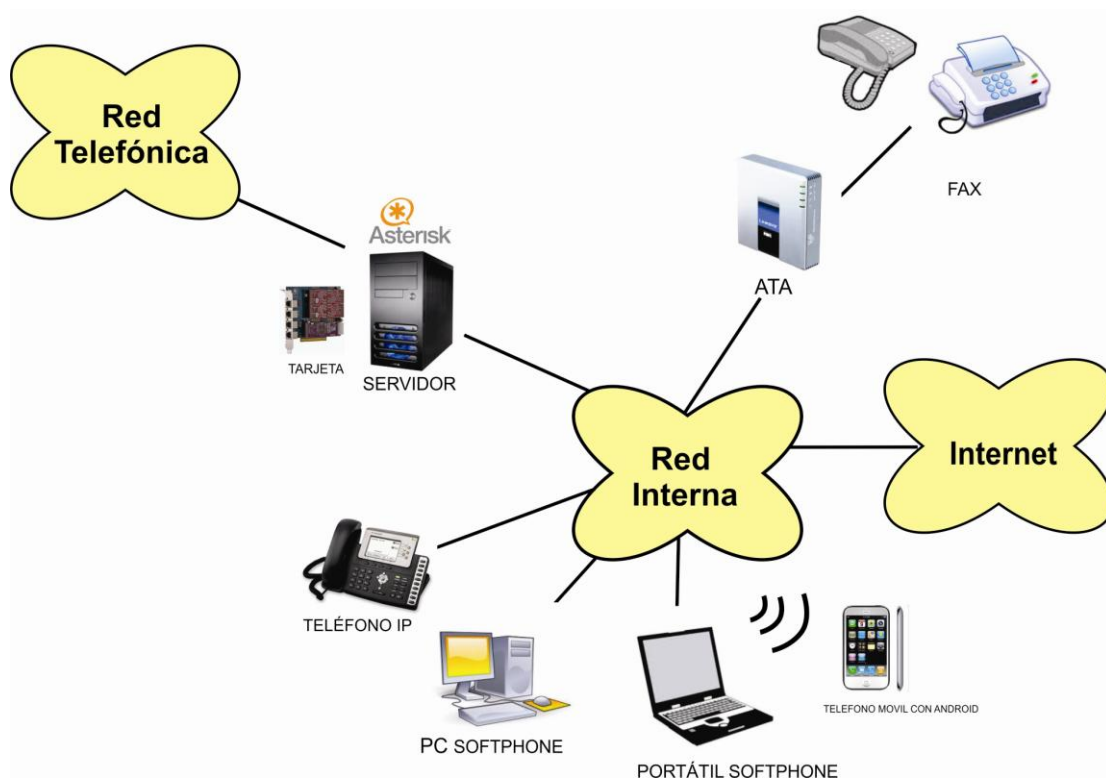 Red
Telefónica
FAX
Asterisk
ATA
TARJETA
SERVIDOR
Red
Interna
Internet
TELÉFONO IP
PC SOFTPHONE
TELEFONO MOVIL CON ANDROID
PORTÁTIL SOFTPHONE